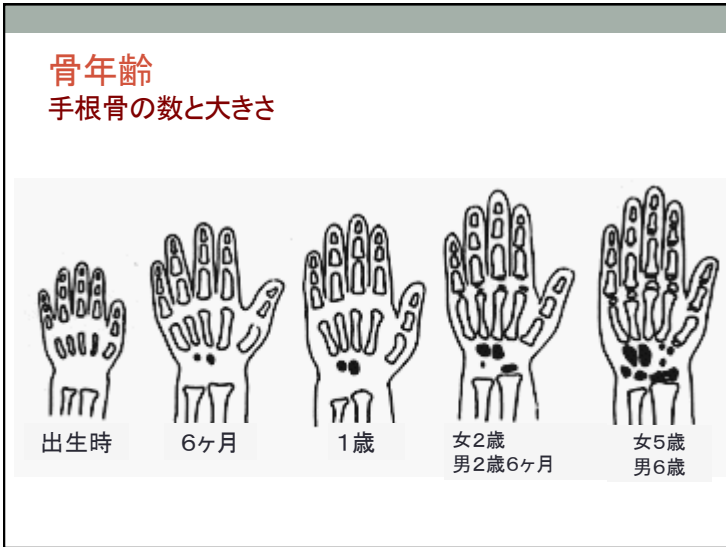 骨年齢
手根骨の数と大きさ
出生時
6ヶ月
1歳
女2歳
男2歳6ヶ月
女5歳
男6歳